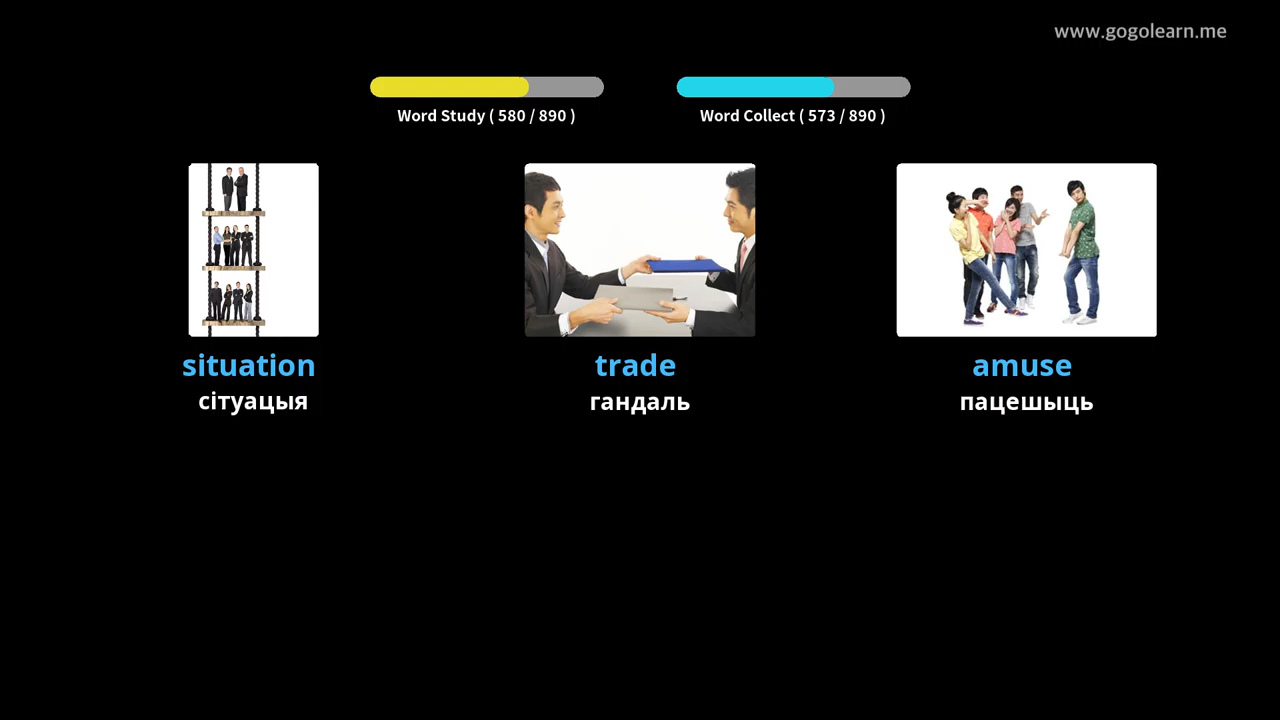 www.gogolearn.me
Word Study ( 580 / 890 )
Word Collect ( 573 / 890 )
situation
сітуацыя
trade
гандаль
amuse
пацешыць